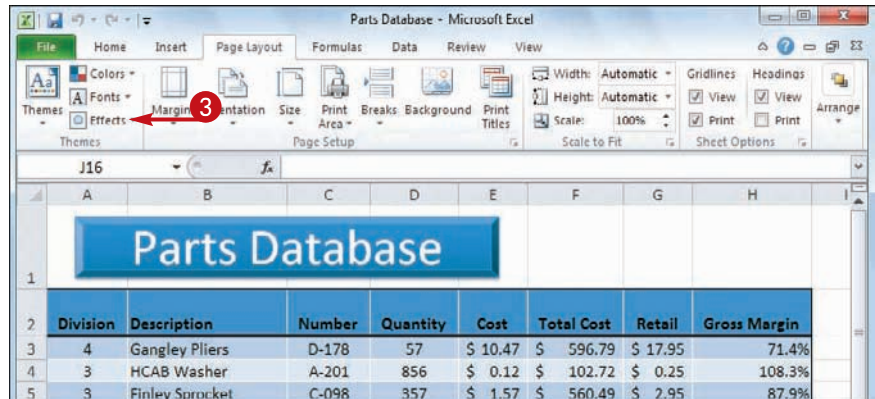 Parts Database - Microsoft Excel
File Home Insert Page Layout Formulas Data Review View
Aa Themes
Colors
A Fonts
Effects
3
Themes
Margins Orientation Size Print Area Breaks Background Print Titles
Page Setup
Width: Automatic
Height: Automatic
Scale: 100%
Scale to Fit
Gridlines Headings
View View
Print Print
Sheet Options
Arrange
J16 fx
A B C D E F G H I
1 Parts Database
2 Division Description Number Quantity Cost Total Cost Retail Gross Margin
3 4 Gangley Pliers D-178 57 $ 10.47 $ 596.79 $ 17.95 71.4%
4 3 HCAB Washer A-201 856 $ 0.12 $ 102.72 $ 0.25 108.3%
5 3 Finley Sprocket C-098 357 $ 1.57 $ 560.49 $ 2.95 87.9%